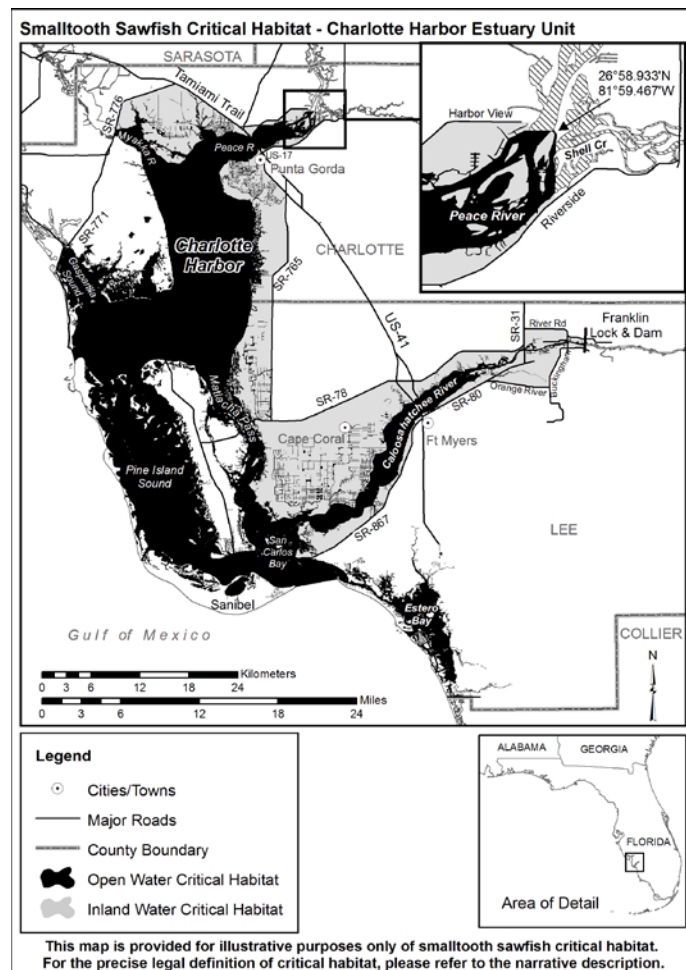 Smalltooth Sawfish Critical Habitat - Charlotte Harbor Estuary Unit
SARASOTA
Tamiami Trail
SR-776
Myakka R
Peace R
US-17
Punta Gorda
26° 58.933'N
81°59.467'W
Harbor View
Shell Cr
Peace River
Riverside
SR-771
Gasparilla
Sound
Charlotte
Harbor
SR-765
CHARLOTTE
US-41
SR-31
River Rd
Franklin
Lock & Dam
Buckingham
Orange River
SR-78
SR-80
Matlacha Pass
Cape Coral
Caloosahatchee River
Ft Myers
Pine Island
Sound
SR-867
San
Carlos
Bay
LEE
Sanibel
Estero
Bay
Gulf of Mexico
COLLIER
N
Kilometers
0 3 6 12 18 24
Miles
0 3 6 12 18 24
Legend
Cities/Towns
Major Roads
County Boundary
Open Water Critical Habitat
Inland Water Critical Habitat
ALABAMA
GEORGIA
FLORIDA
Area of Detail
This map is provided for illustrative purposes only of smalltooth sawfish critical habitat.
For the precise legal definition of critical habitat, please refer to the narrative description.